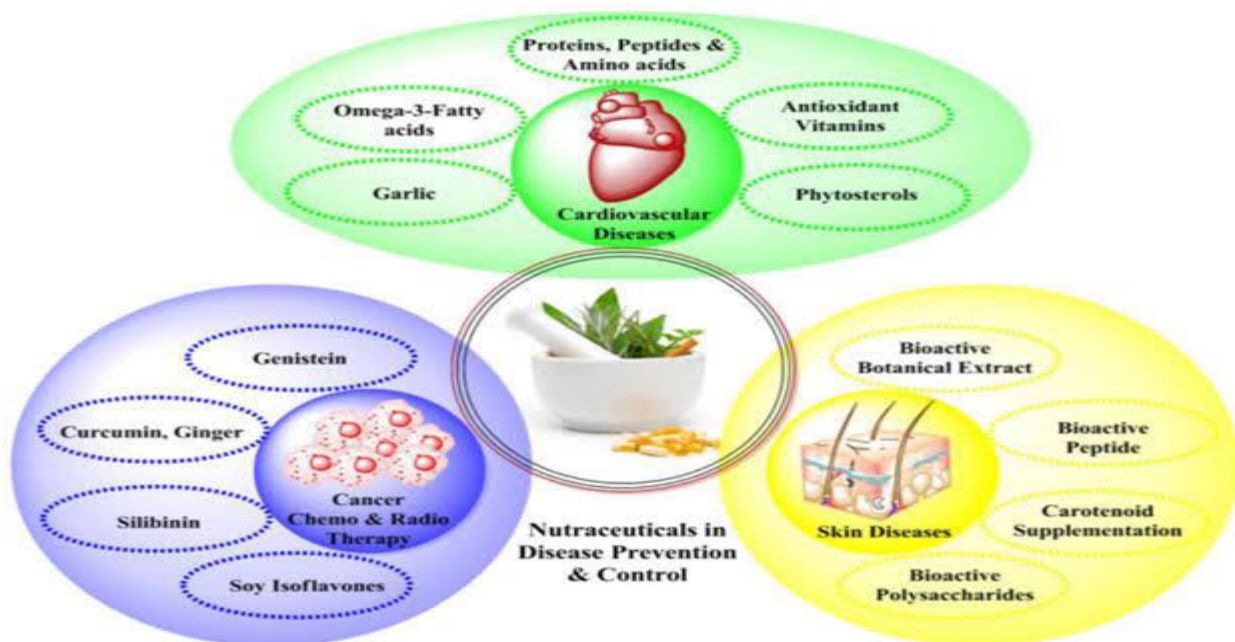 Proteins, Peptides &
Amino acids
Omega-3-Fatty
acids
Antioxidant
Vitamins
Garlic
Phytosterols
Cardiovascular
Diseases
Genistein
Curcumin, Ginger
Silibinin
Soy Isoflavones
Cancer
Chemo & Radio
Therapy
Nutraceuticals in
Disease Prevention
& Control
Bioactive
Botanical Extract
Bioactive
Peptide
Carotenoid
Supplementation
Bioactive
Polysaccharides
Skin Diseases